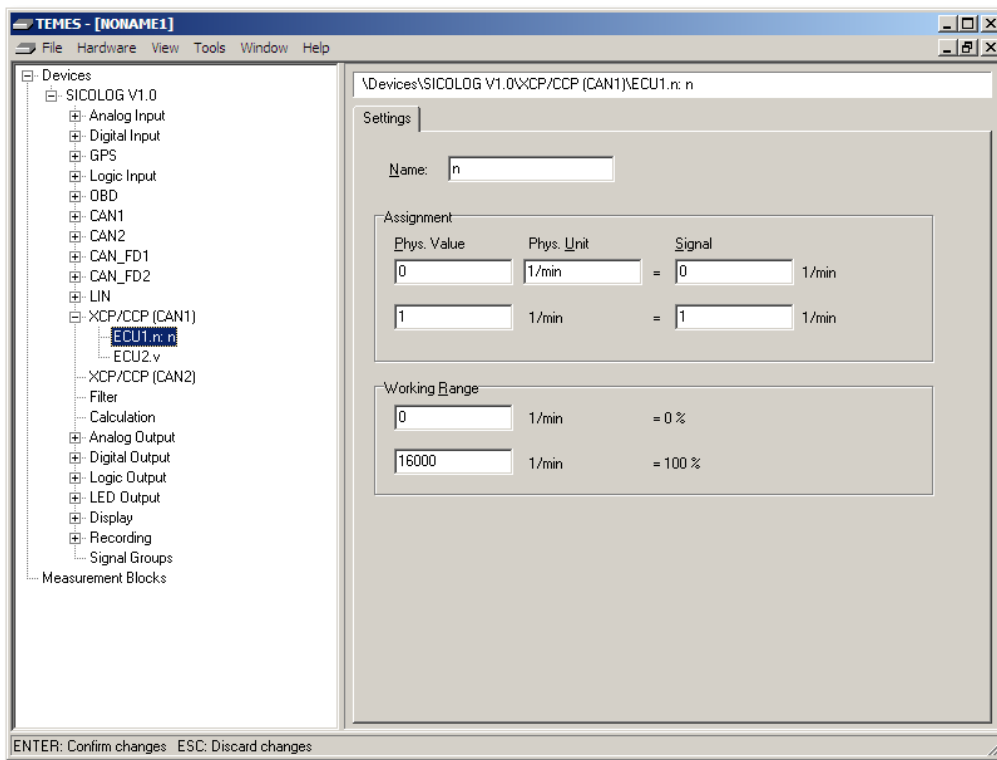 TEMES - [NONAME1]
File Hardware View Tools Window Help
Devices
SICOLOG V1.0
Analog Input
Digital Input
GPS
Logic Input
OBD
CAN1
CAN2
CAN_FD1
CAN_FD2
LIN
XCP/CCP (CAN1)
ECU1.n: n
ECU2.v
XCP/CCP (CAN2)
Filter
Calculation
Analog Output
Digital Output
Logic Output
LED Output
Display
Recording
Signal Groups
Measurement Blocks
\Devices\SICOLOG V1.0\XCP/CCP (CAN1)\ECU1.n: n
Settings
Name: n
Assignment
Phys. Value Phys. Unit Signal
0 1/min = 0 1/min
1 1/min = 1 1/min
Working Range
0 1/min = 0 %
16000 1/min = 100 %
ENTER: Confirm changes ESC: Discard changes